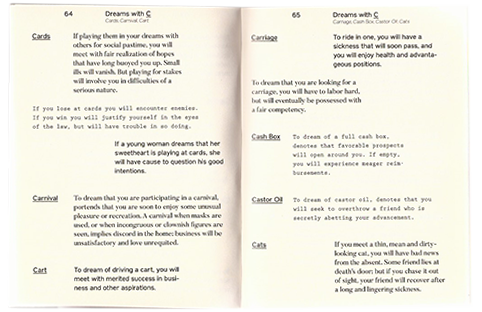 64
Dreams with C
Cards, Carnival, Cart
Cards
If playing them in your dreams with
others for social pastime, you will
meet with fair realization of hopes
that have long buoyed you up. Small
ills will vanish. But playing for stakes
will involve you in difficulties of a
serious nature.
If you lose at cards you will encounter enemies.
If you win you will justify yourself in the eyes
of the law, but will have trouble in so doing.
If a young woman dreams that her
sweetheart is playing at cards, she
will have cause to question his good
intentions.
Carnival
To dream that you are participating in a carnival,
portends that you are soon to enjoy some unusual
pleasure or recreation. A carnival when masks are
used, or when incongruous or clownish figures are
seen, implies discord in the home; business will be
unsatisfactory and love unrequited.
Cart
To dream of driving a cart, you will
meet with merited success in busi-
ness and other aspirations.
65
Dreams with C
Carriage, Cash Box, Castor Oil, Cats
Carriage
To ride in one, you will have a
sickness that will soon pass, and
you will enjoy health and advanta-
geous positions.
To dream that you are looking for a
carriage, you will have to labor hard,
but will eventually be possessed with
a fair competency.
Cash Box
To dream of a full cash box,
denotes that favorable prospects
will open around you. If empty,
you will experience meager reim-
bursements.
Castor Oil
To dream of castor oil, denotes that you
will seek to overthrow a friend who is
secretly abetting your advancement.
Cats
If you meet a thin, mean and dirty-
looking cat, you will have bad news
from the absent. Some friend lies at
death's door; but if you chase it out
of sight, your friend will recover after
a long and lingering sickness.